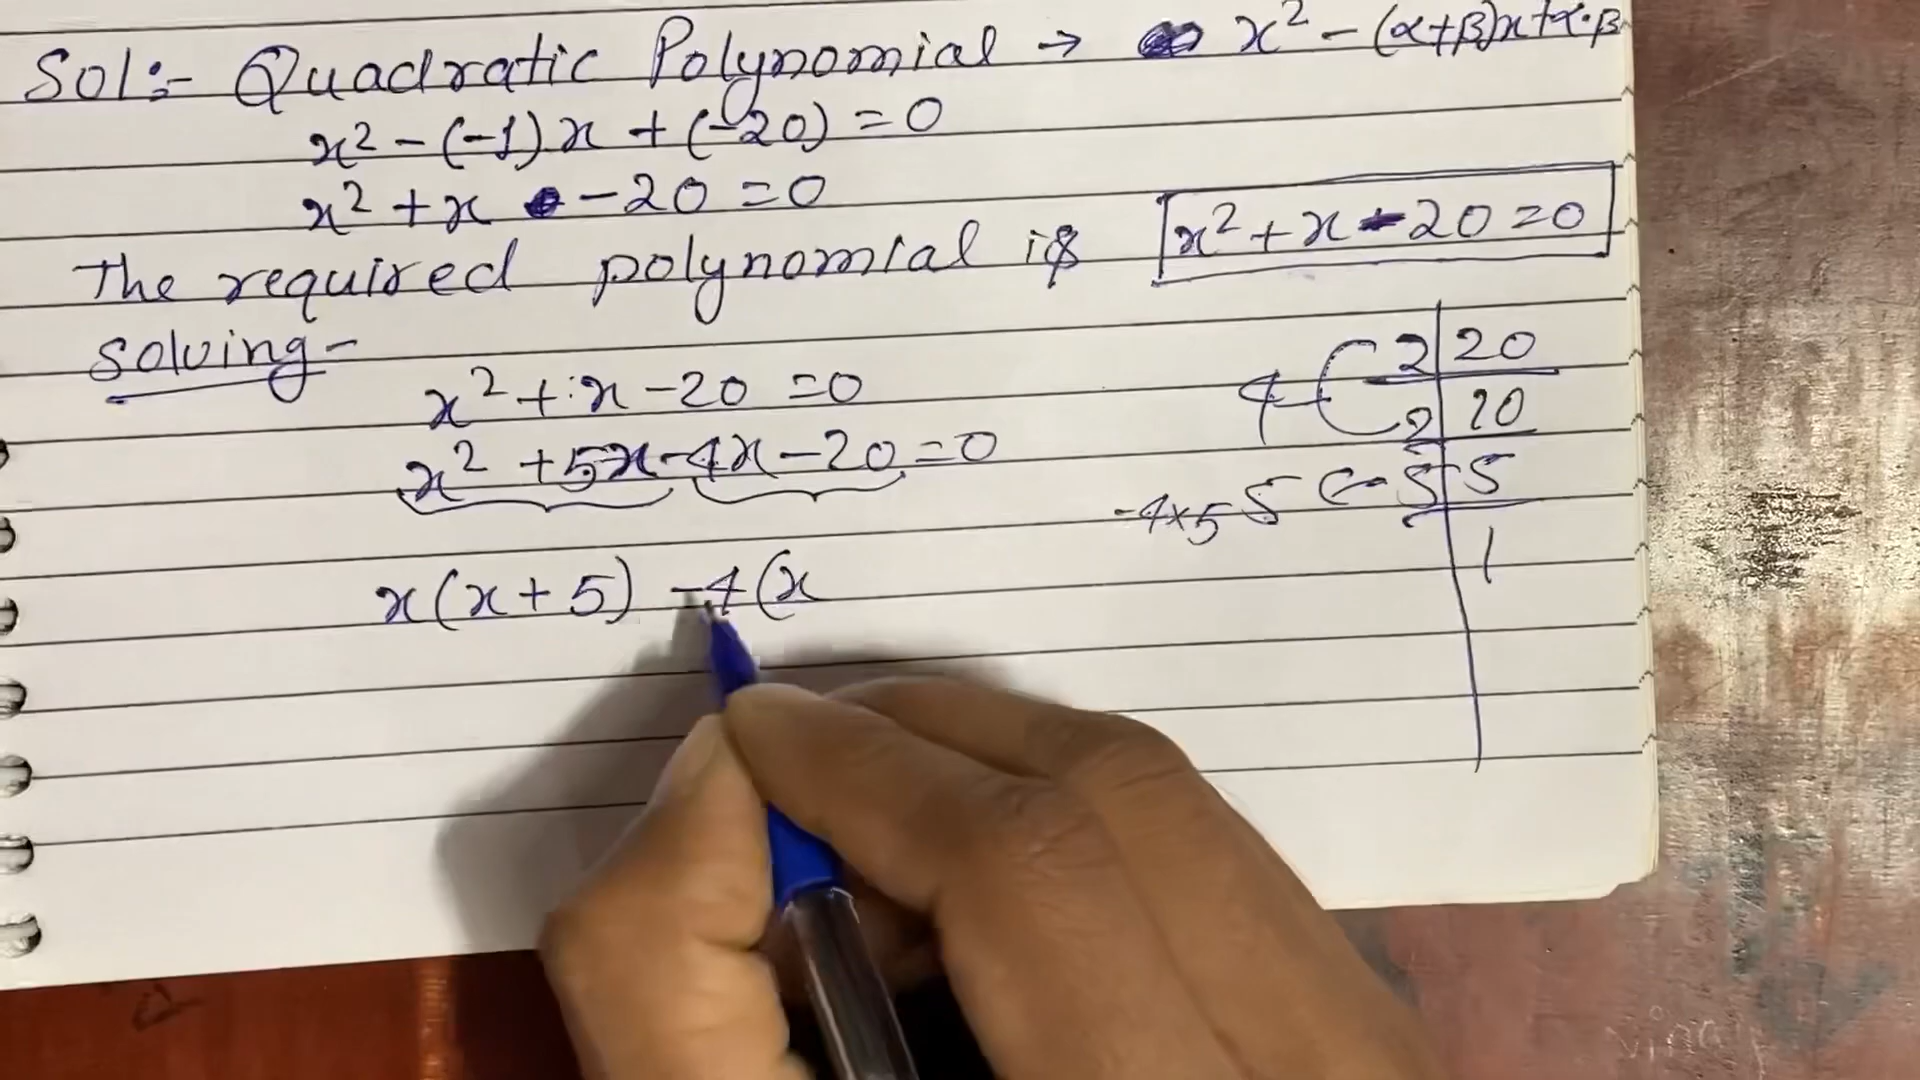 Sol:- Quadratic Polynomial → x² - (α+β)x+α·β
x² - (-1)x + (-20) = 0
x² + x - 20 = 0
The required polynomial is x² + x - 20 = 0
Solving-
x² + x - 20 = 0
x² + 5x - 4x - 20 = 0
x(x + 5) - 4(x
2 | 20
4 2 | 10
-4x5 5 ← 5 | 5
1